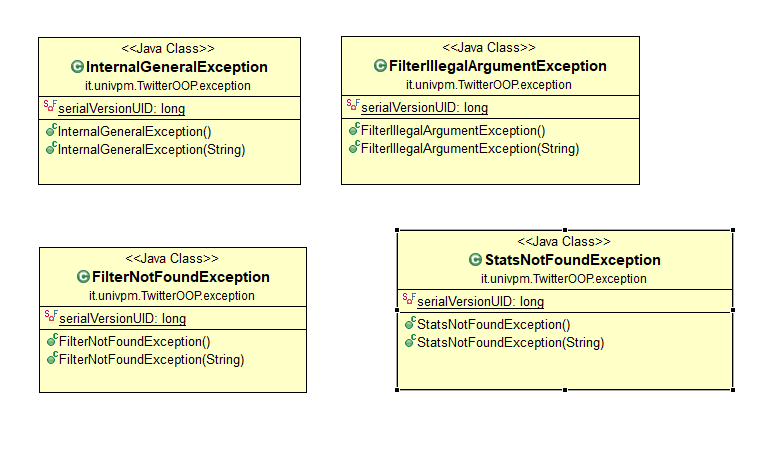 <<Java Class>>
InternalGeneralException
it.univpm.TwitterOOP.exception
serialVersionUID: long
InternalGeneralException()
InternalGeneralException(String)
<<Java Class>>
FilterIllegalArgumentException
it.univpm.TwitterOOP.exception
serialVersionUID: long
FilterIllegalArgumentException()
FilterIllegalArgumentException(String)
<<Java Class>>
FilterNotFoundException
it.univpm.TwitterOOP.exception
serialVersionUID: long
FilterNotFoundException()
FilterNotFoundException(String)
<<Java Class>>
StatsNotFoundException
it.univpm.TwitterOOP.exception
serialVersionUID: long
StatsNotFoundException()
StatsNotFoundException(String)